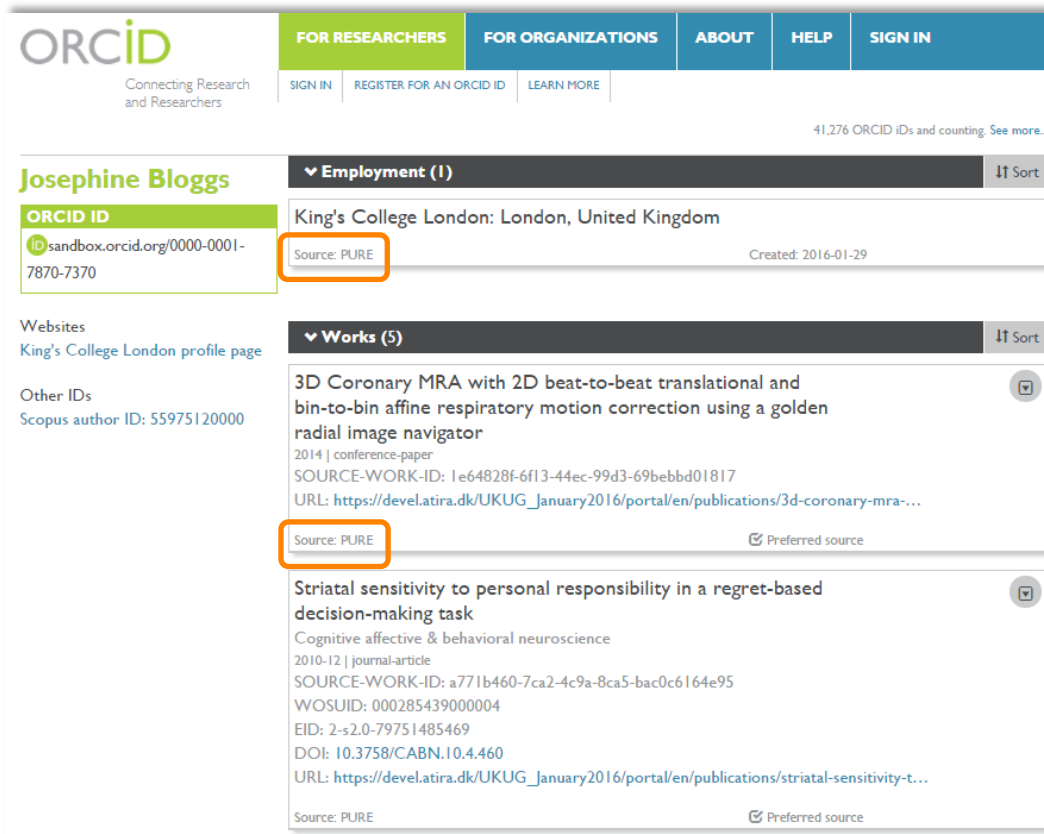 ORCiD
Connecting Research
and Researchers
FOR RESEARCHERS
FOR ORGANIZATIONS
ABOUT
HELP
SIGN IN
SIGN IN
REGISTER FOR AN ORCID ID
LEARN MORE
41,276 ORCID iDs and counting. See more..
Josephine Bloggs
ORCID ID
iD sandbox.orcid.org/0000-0001-
7870-7370
Websites
King's College London profile page
Other IDs
Scopus author ID: 55975120000
Employment (1)
Sort
King's College London: London, United Kingdom
Source: PURE
Created: 2016-01-29
Works (5)
Sort
3D Coronary MRA with 2D beat-to-beat translational and
bin-to-bin affine respiratory motion correction using a golden
radial image navigator
2014 | conference-paper
SOURCE-WORK-ID: 1e64828f-6f13-44ec-99d3-69bebbd01817
URL: https://devel.atira.dk/UKUG_January2016/portal/en/publications/3d-coronary-mra-…
Source: PURE
Preferred source
Striatal sensitivity to personal responsibility in a regret-based
decision-making task
Cognitive affective & behavioral neuroscience
2010-12 | journal-article
SOURCE-WORK-ID: a771b460-7ca2-4c9a-8ca5-bac0c6164e95
WOSUID: 000285439000004
EID: 2-s2.0-79751485469
DOI: 10.3758/CABN.10.4.460
URL: https://devel.atira.dk/UKUG_January2016/portal/en/publications/striatal-sensitivity-t…
Source: PURE
Preferred source